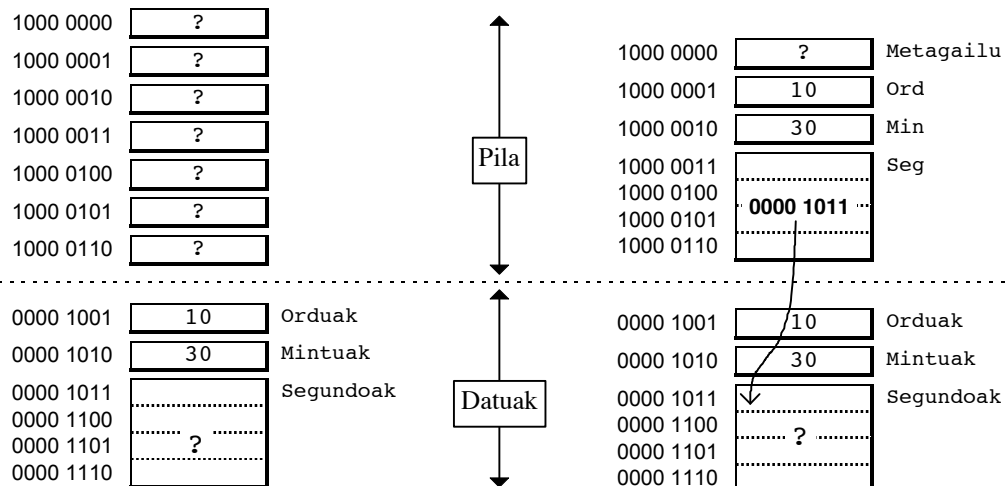 1000 0000 ?
1000 0001 ?
1000 0010 ?
1000 0011 ?
1000 0100 ?
1000 0101 ?
1000 0110 ?
Pila
1000 0000 ? Metagailu
1000 0001 10 Ord
1000 0010 30 Min
1000 0011 Seg
1000 0100
0000 1011
1000 0101
1000 0110
0000 1001 10 Orduak
0000 1010 30 Mintuak
0000 1011 Segundoak
0000 1100
?
0000 1101
0000 1110
Datuak
0000 1001 10 Orduak
0000 1010 30 Mintuak
0000 1011 Segundoak
0000 1100
?
0000 1101
0000 1110